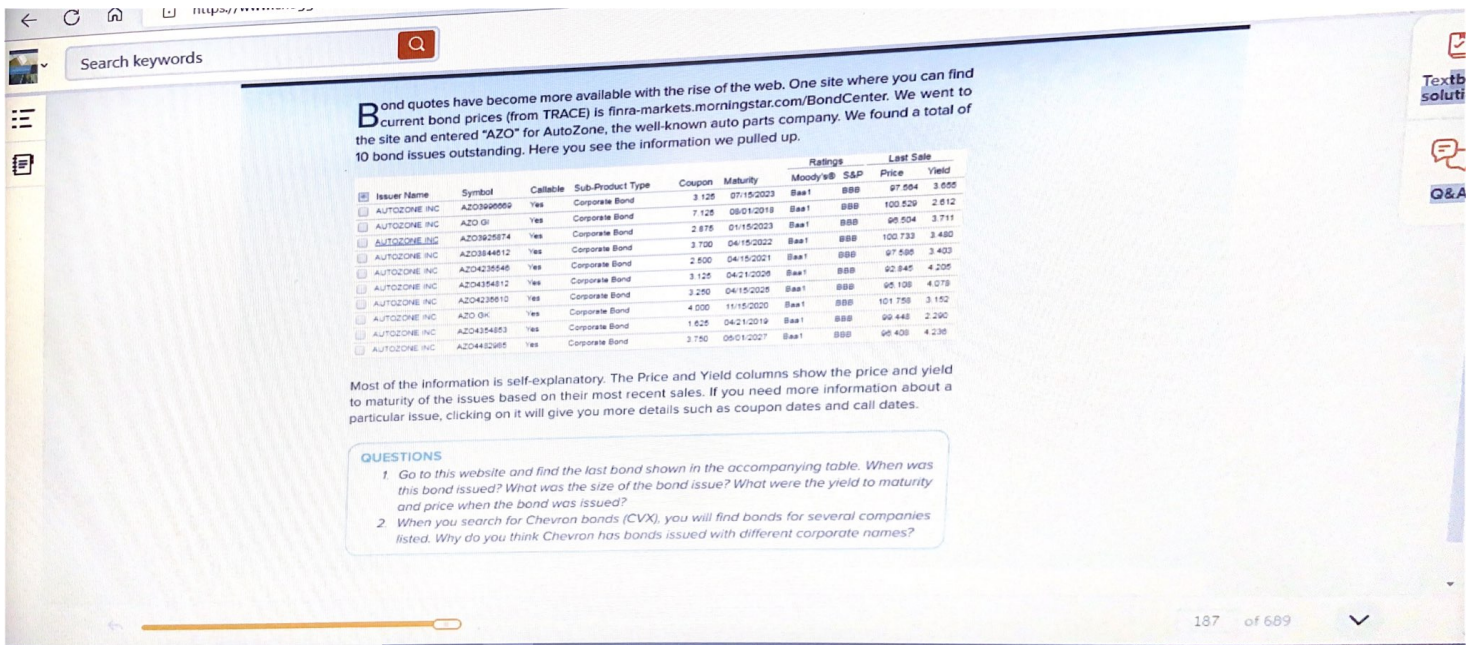 Search keywords
Textb
soluti
Q&A
Bond quotes have become more available with the rise of the web. One site where you can find
current bond prices (from TRACE) is finra-markets.morningstar.com/BondCenter. We went to
the site and entered "AZO" for AutoZone, the well-known auto parts company. We found a total of
10 bond issues outstanding. Here you see the information we pulled up.
Ratings Last Sale
Issuer Name Symbol Callable Sub-Product Type Coupon Maturity Moody's® S&P Price Yield
AUTOZONE INC Yes Corporate Bond 3.125 07/15/2023 Baa1 BBB 97.564
AUTOZONE INC AZO.GI Yes Corporate Bond 7.125 08/01/2018 Baa1 BBB 100.529 2.612
AUTOZONE INC AZO3925874 Yes Corporate Bond 2.875 01/15/2023 Baa1 BBB 96.504 3.711
AUTOZONE INC AZO3844612 Yes Corporate Bond 3.700 04/15/2022 Baa1 BBB 100.733 3.480
AUTOZONE INC Yes Corporate Bond 2.500 04/15/2021 Baa1 BBB 3.403
AUTOZONE INC AZO4354812 Yes Corporate Bond 3.125 Baa1 BBB 92.845 4.205
AUTOZONE INC Yes Corporate Bond 3.250 Baa1 BBB 95.108
AUTOZONE INC AZO.GK Yes Corporate Bond 4.000 11/15/2020 Baa1 BBB 101.758 3.152
AUTOZONE INC Yes Corporate Bond 1.625 04/21/2019 Baa1 BBB 99.448 2.290
AUTOZONE INC Yes Corporate Bond 3.750 06/01/2027 Baa1 BBB 4.236
Most of the information is self-explanatory. The Price and Yield columns show the price and yield
to maturity of the issues based on their most recent sales. If you need more information about a
particular issue, clicking on it will give you more details such as coupon dates and call dates.
QUESTIONS
1. Go to this website and find the last bond shown in the accompanying table. When was
this bond issued? What was the size of the bond issue? What were the yield to maturity
and price when the bond was issued?
2. When you search for Chevron bonds (CVX), you will find bonds for several companies
listed. Why do you think Chevron has bonds issued with different corporate names?
187 of 689